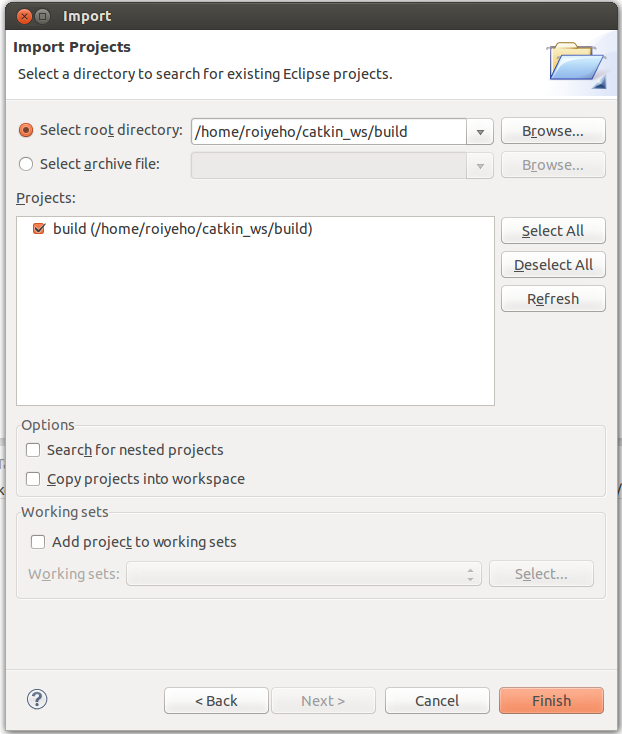 Import
Import Projects
Select a directory to search for existing Eclipse projects.
Select root directory: /home/roiyeho/catkin_ws/build Browse...
Select archive file: Browse...
Projects:
build (/home/roiyeho/catkin_ws/build)
Select All
Deselect All
Refresh
Options
Search for nested projects
Copy projects into workspace
Working sets
Add project to working sets
Working sets: Select...
? < Back Next > Cancel Finish